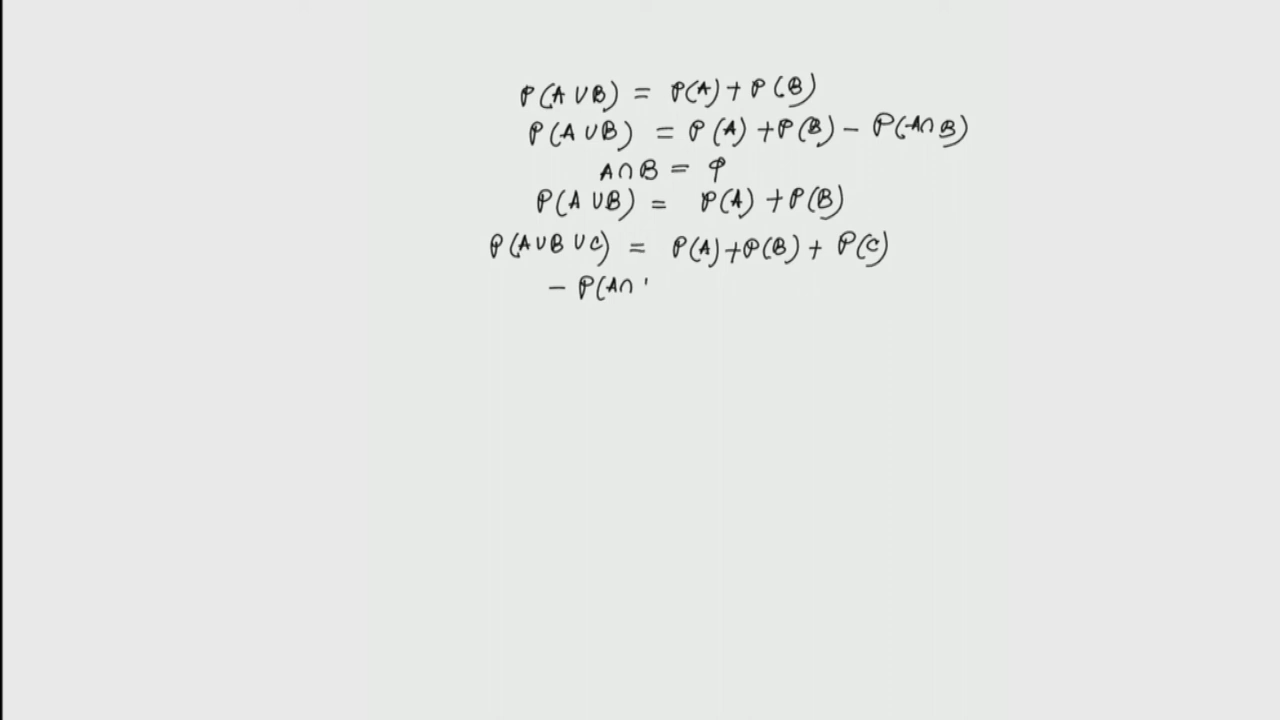 P(A∪B) = P(A) + P(B)
P(A∪B) = P(A) + P(B) − P(A∩B)
A∩B = φ
P(A∪B) = P(A) + P(B)
P(A∪B∪C) = P(A) + P(B) + P(C)
− P(A∩